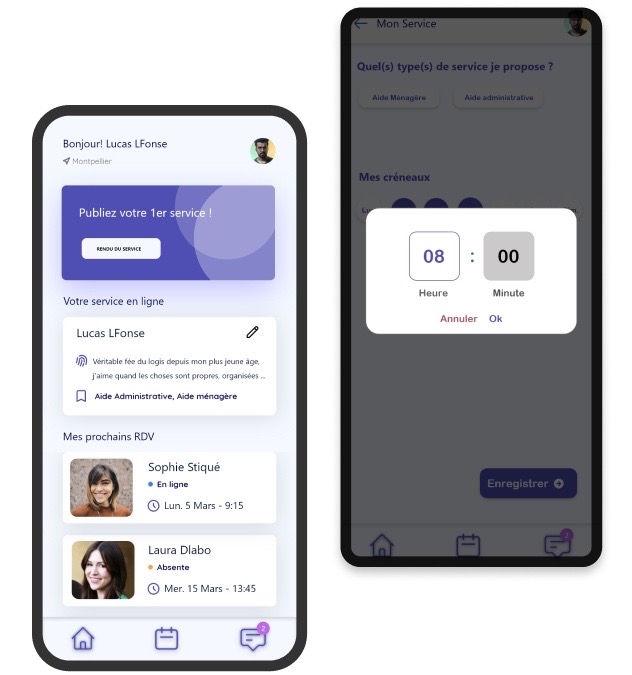 Bonjour! Lucas LFonse
Montpellier
Publiez votre 1er service !
RENDU DU SERVICE
Votre service en ligne
Lucas LFonse
Véritable fée du logis depuis mon plus jeune âge,
j'aime quand les choses sont propres, organisées ...
Aide Administrative, Aide ménagère
Mes prochains RDV
Sophie Stiqué
En ligne
Lun. 5 Mars - 9:15
Laura Dlabo
Absente
Mer. 15 Mars - 13:45
2
Mon Service
Quel(s) type(s) de service je propose ?
Aide Ménagère Aide administrative
Mes créneaux
08 : 00
Heure Minute
Annuler Ok
Enregistrer
2